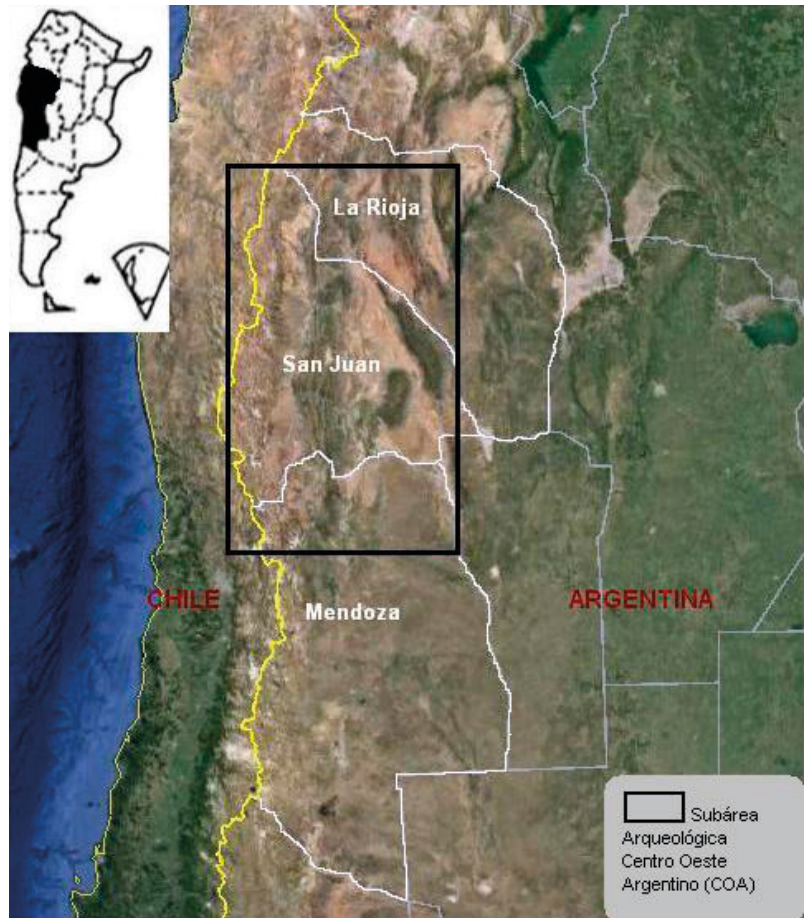 La Rioja
San Juan
CHILE
ARGENTINA
Mendoza
Subárea
Arqueológica
Centro Oeste
Argentino (COA)